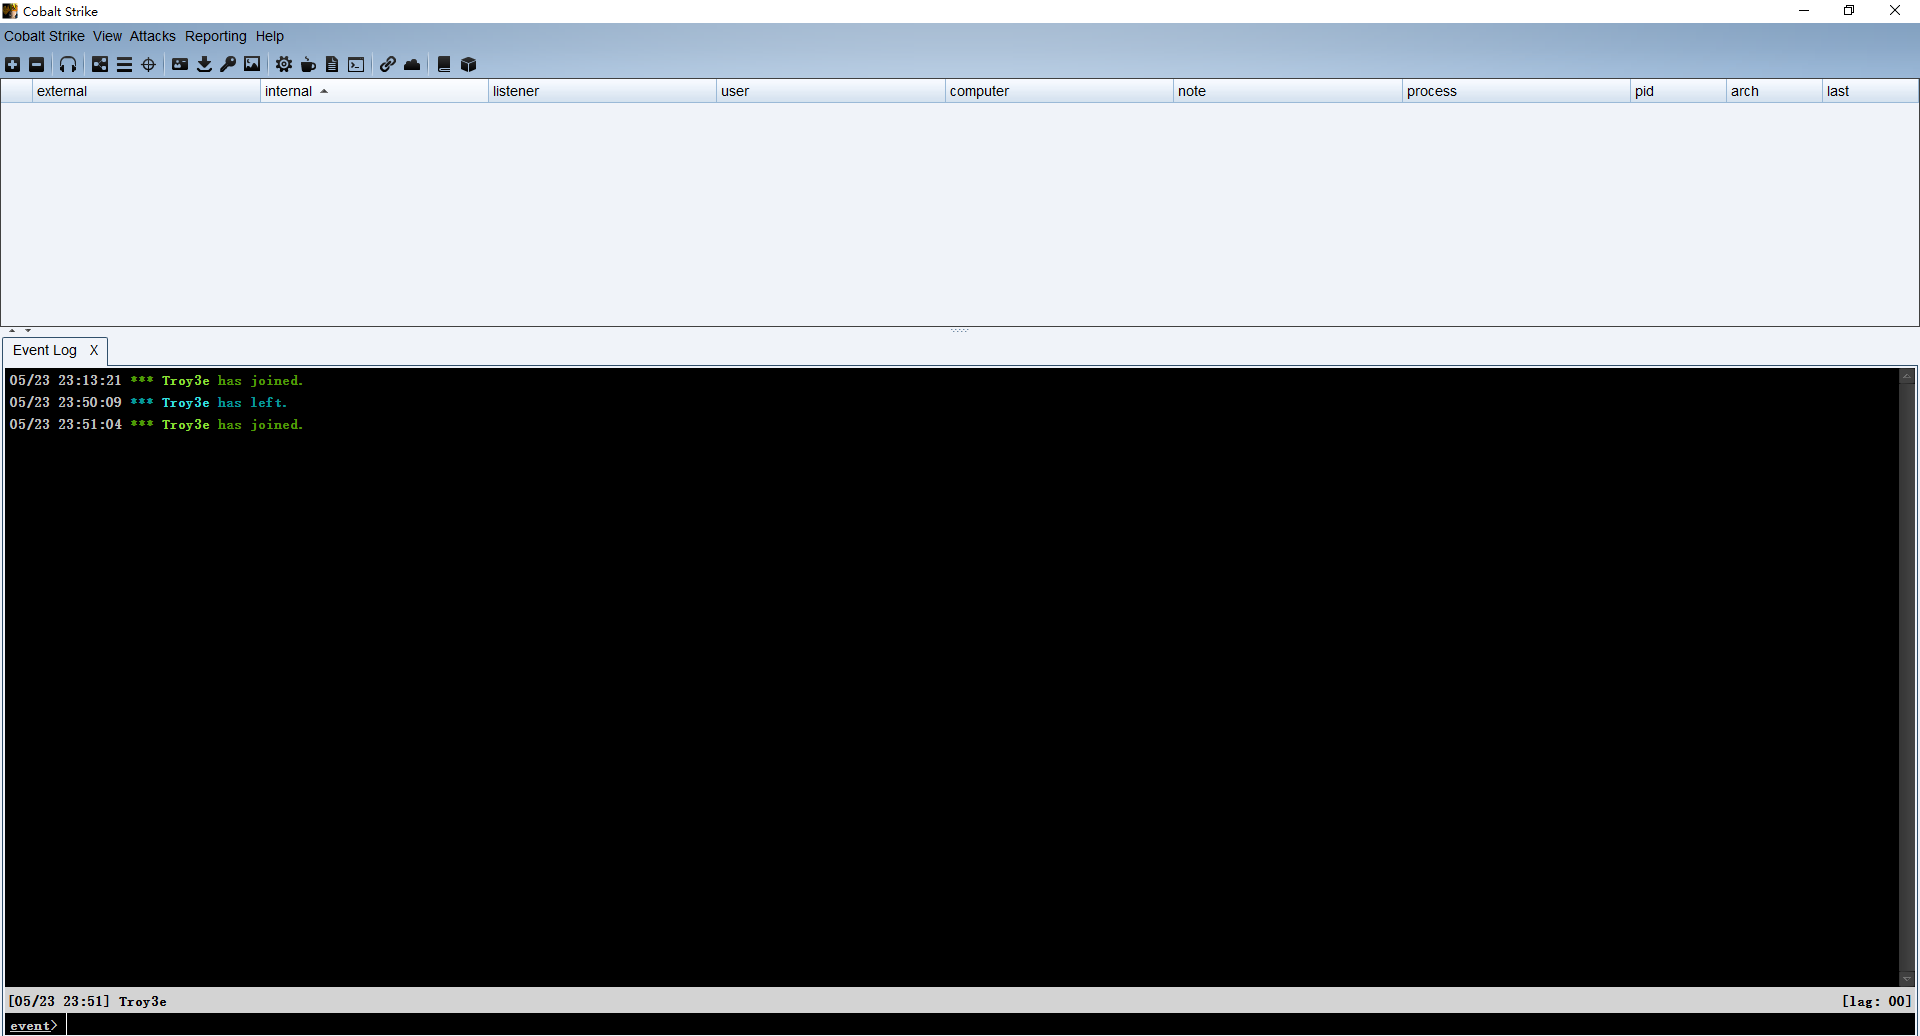 Cobalt Strike
Cobalt Strike View Attacks Reporting Help
external internal listener user computer note process pid arch last
Event Log X
05/23 23:13:21 *** Troy3e has joined.
05/23 23:50:09 *** Troy3e has left.
05/23 23:51:04 *** Troy3e has joined.
[05/23 23:51] Troy3e [lag: 00]
event>